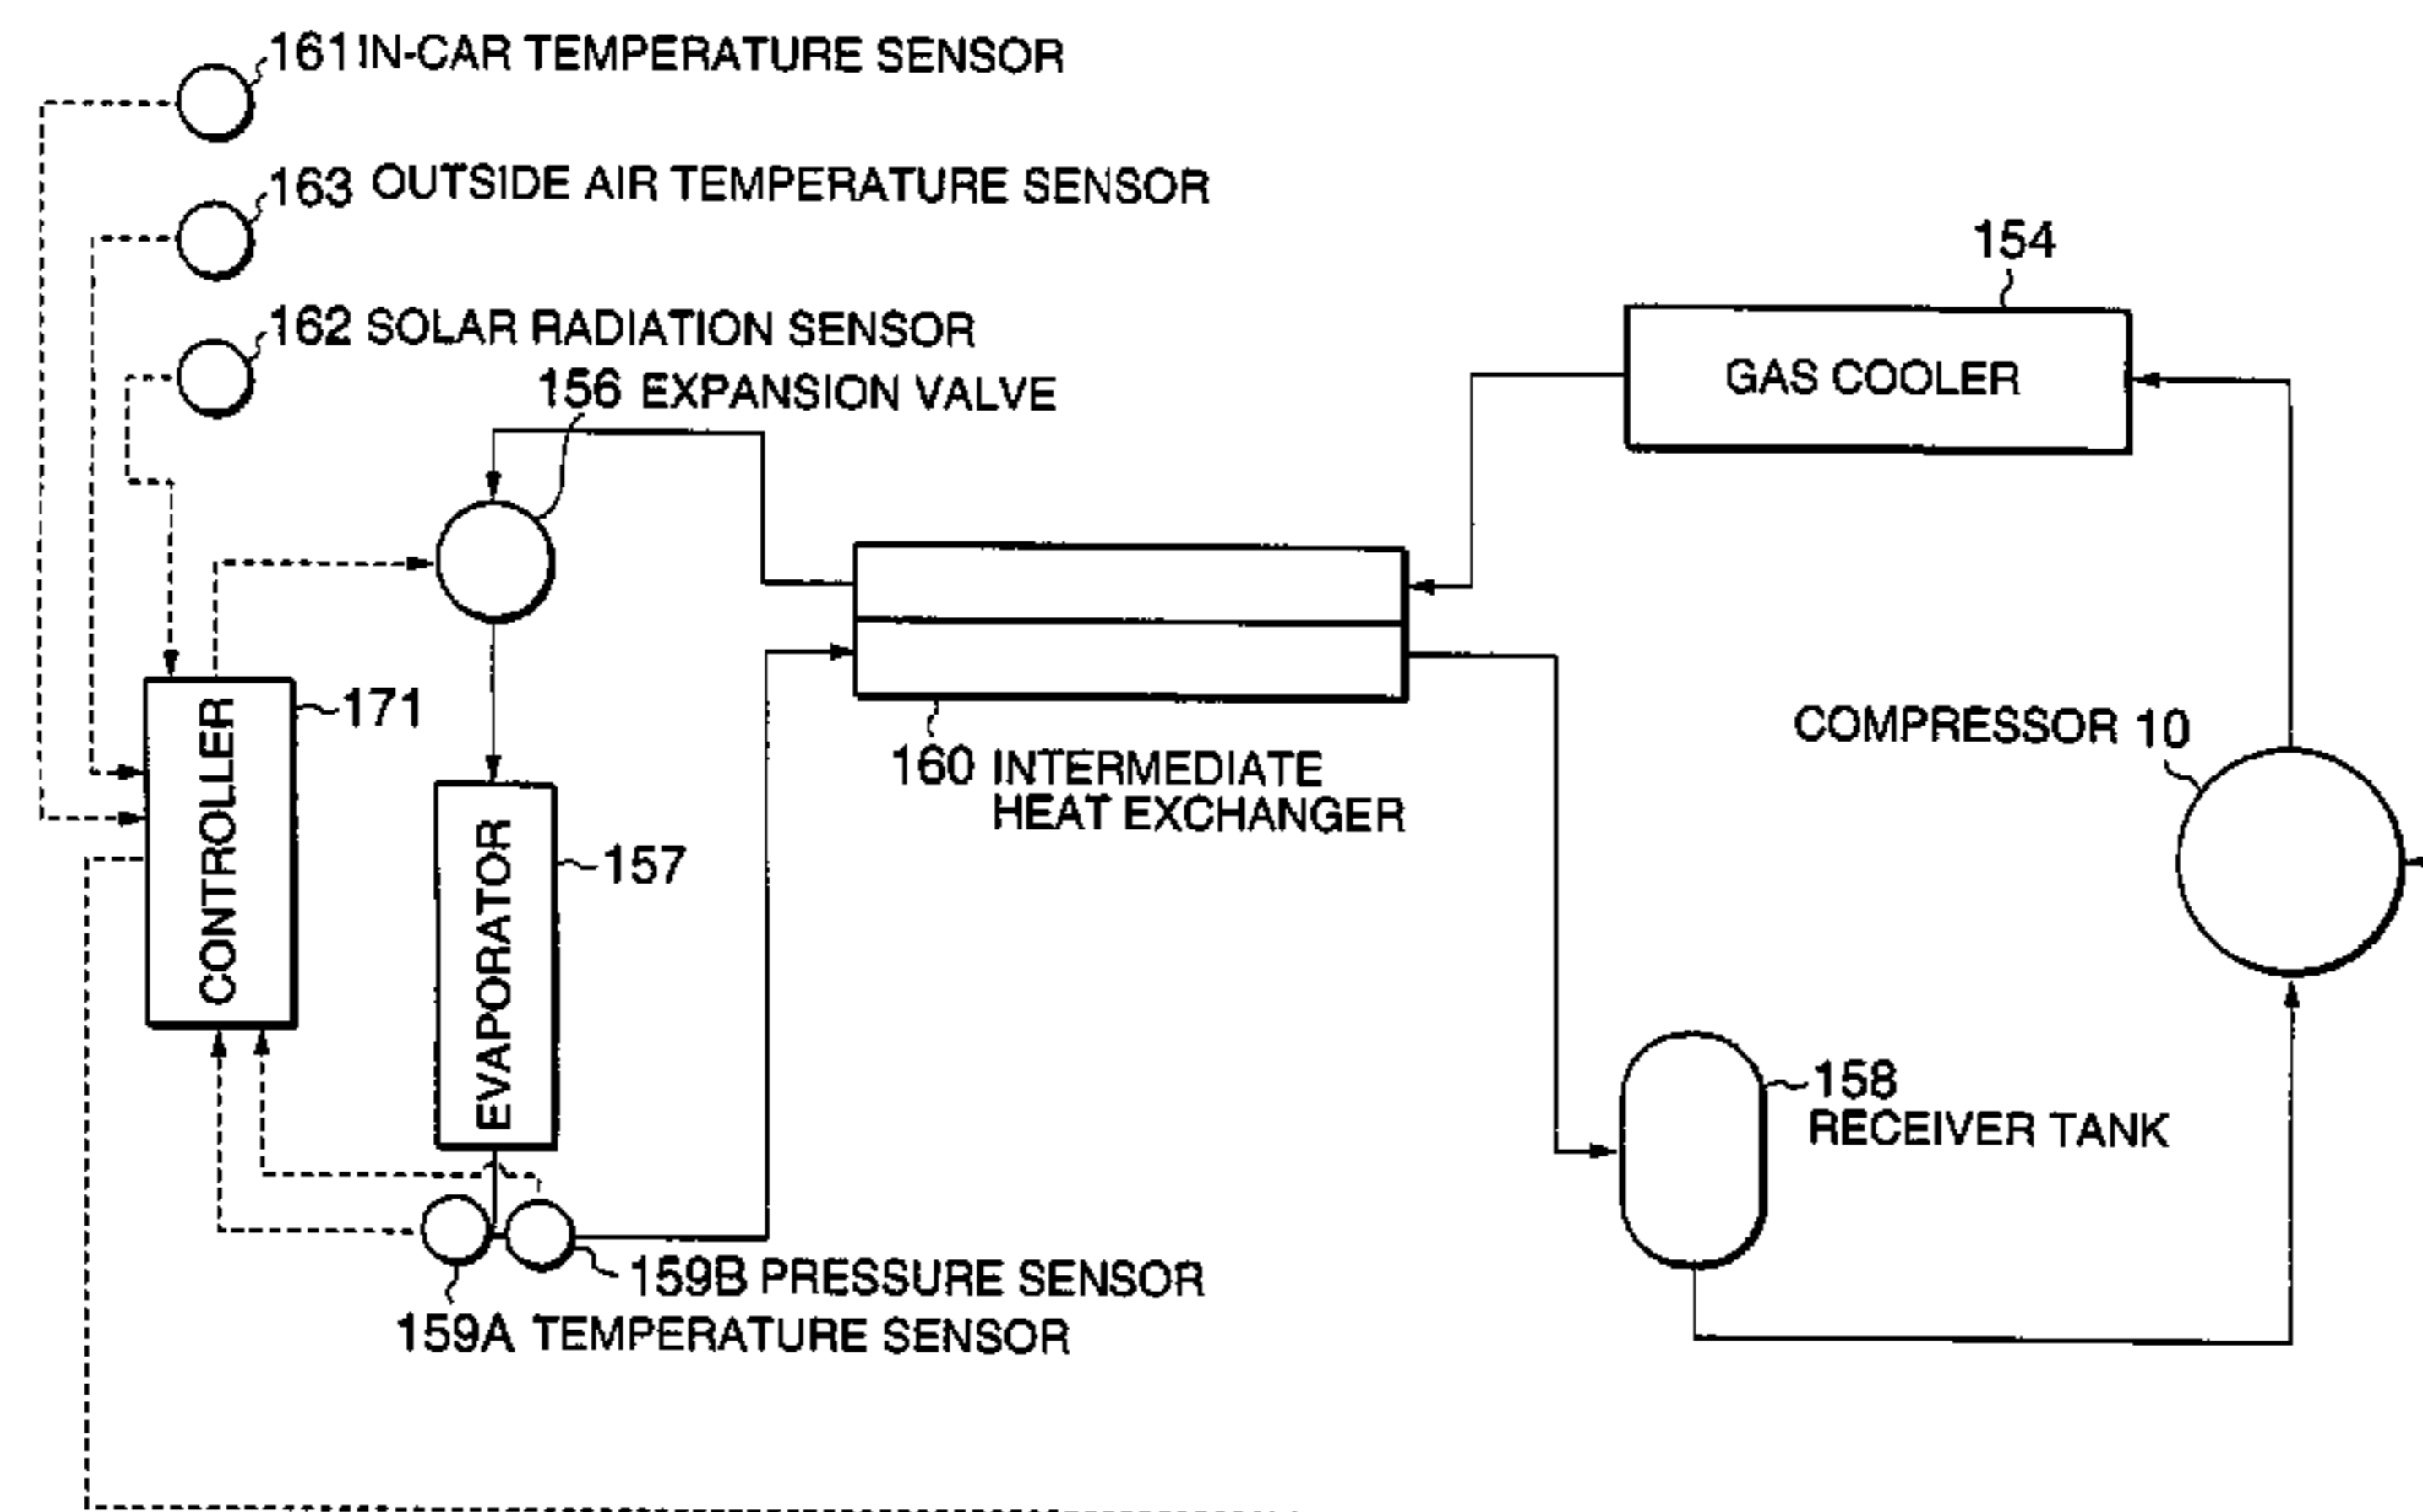 161 IN-CAR TEMPERATURE SENSOR
163 OUTSIDE AIR TEMPERATURE SENSOR
162 SOLAR RADIATION SENSOR
156 EXPANSION VALVE
154
GAS COOLER
171
CONTROLLER
COMPRESSOR 10
160 INTERMEDIATE
HEAT EXCHANGER
157
EVAPORATOR
158
RECEIVER TANK
159B PRESSURE SENSOR
159A TEMPERATURE SENSOR